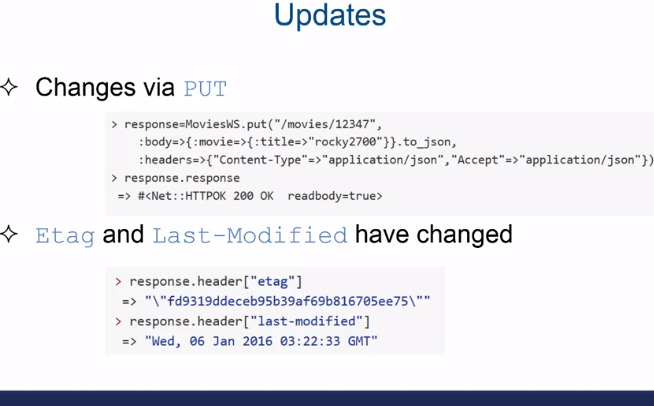 Updates
Changes via PUT
> response=MoviesWS.put("/movies/12347",
:body=>{:movie=>{:title=>"rocky2700"}}.to_json,
:headers=>{"Content-Type"=>"application/json","Accept"=>"application/json"})
> response.response
=> #<Net::HTTPOK 200 OK  readbody=true>
Etag and Last-Modified have changed
> response.header["etag"]
=> "\"fd9319ddeceb95b39af69b816705ee75\""
> response.header["last-modified"]
=> "Wed, 06 Jan 2016 03:22:33 GMT"